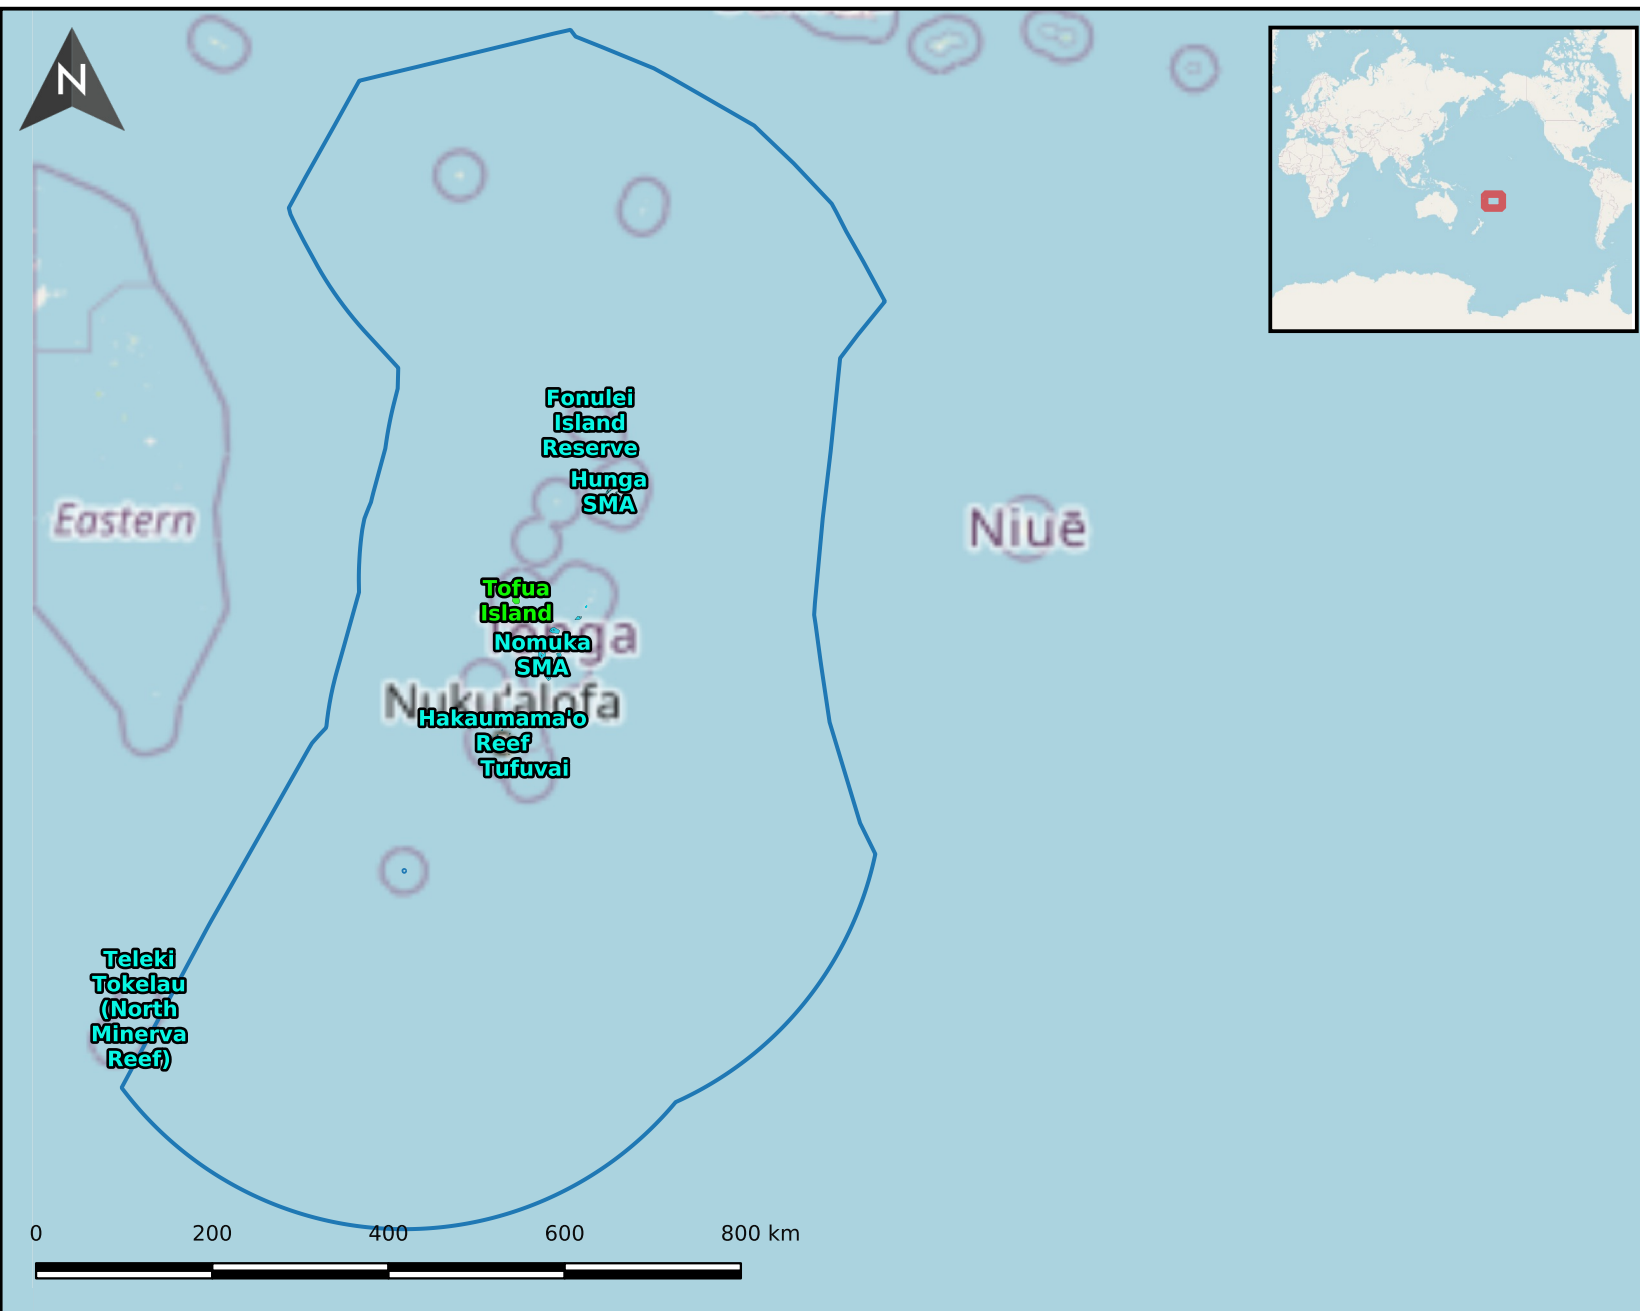 N
Fonulei
Island
Reserve
Hunga
SMA
Eastern
Niuē
Tofua
Island
Tonga
Nomuka
SMA
Nuku'alofa
Hakaumama'o
Reef
Tufuvai
Teleki
Tokelau
(North
Minerva
Reef)
0 200 400 600 800 km